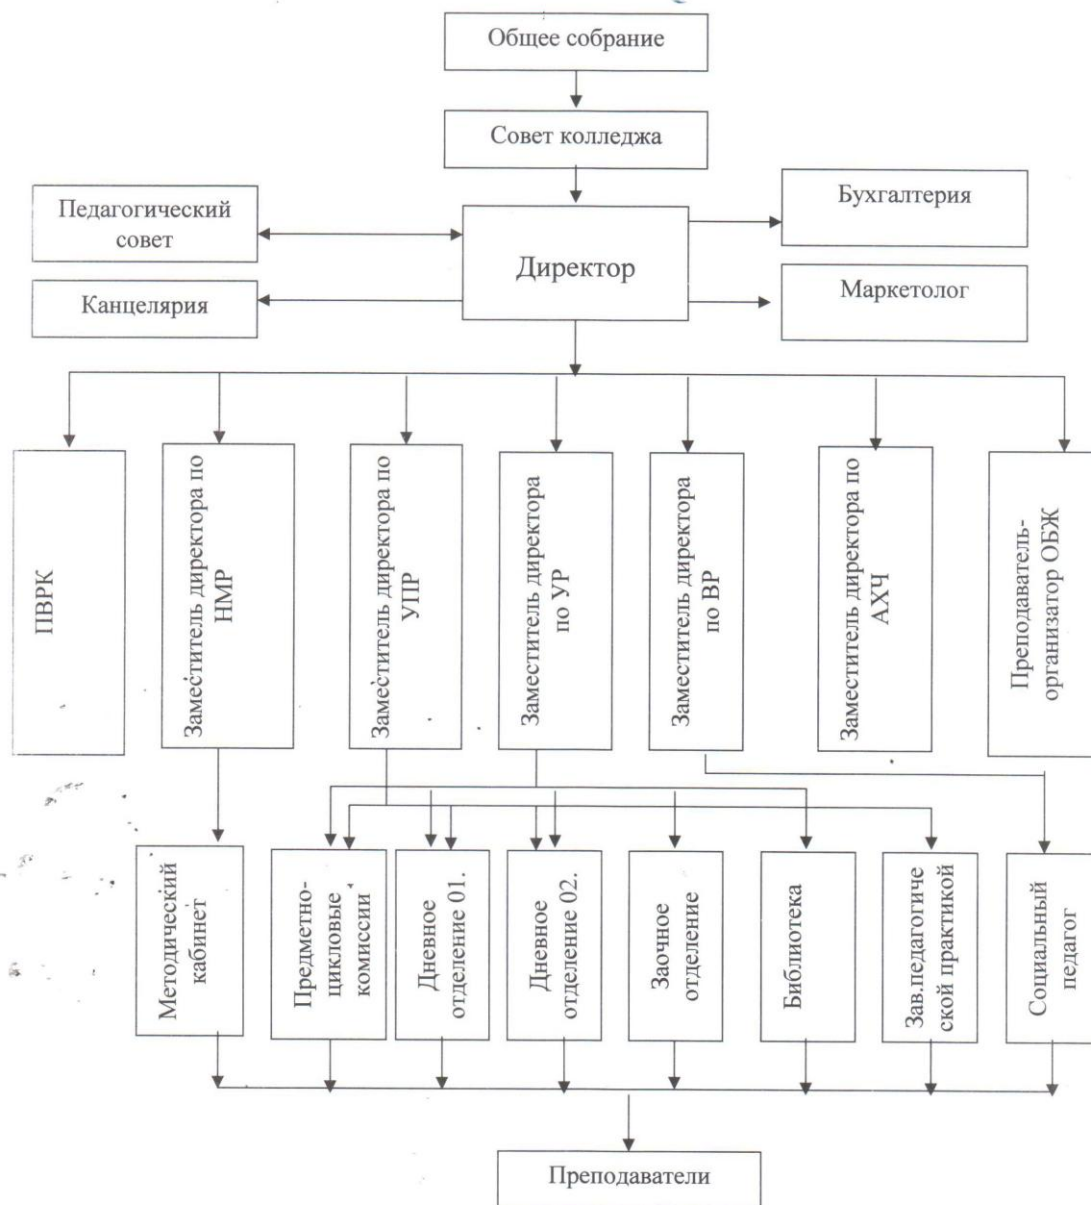 Общее собрание
Совет колледжа
Педагогический
совет
Бухгалтерия
Директор
Канцелярия
Маркетолог
ПВРК
Заместитель директора по
НМР
Заместитель директора по
УПР
Заместитель директора
по УР
Заместитель директора
по ВР
Заместитель директора по
АХЧ
Преподаватель-
организатор ОБЖ
Методический
кабинет
Предметно-
цикловые
комиссии
Дневное
отделение 01.
Дневное
отделение 02.
Заочное
отделение
Библиотека
Зав.педагогиче
ской практикой
Социальный
педагог
Преподаватели